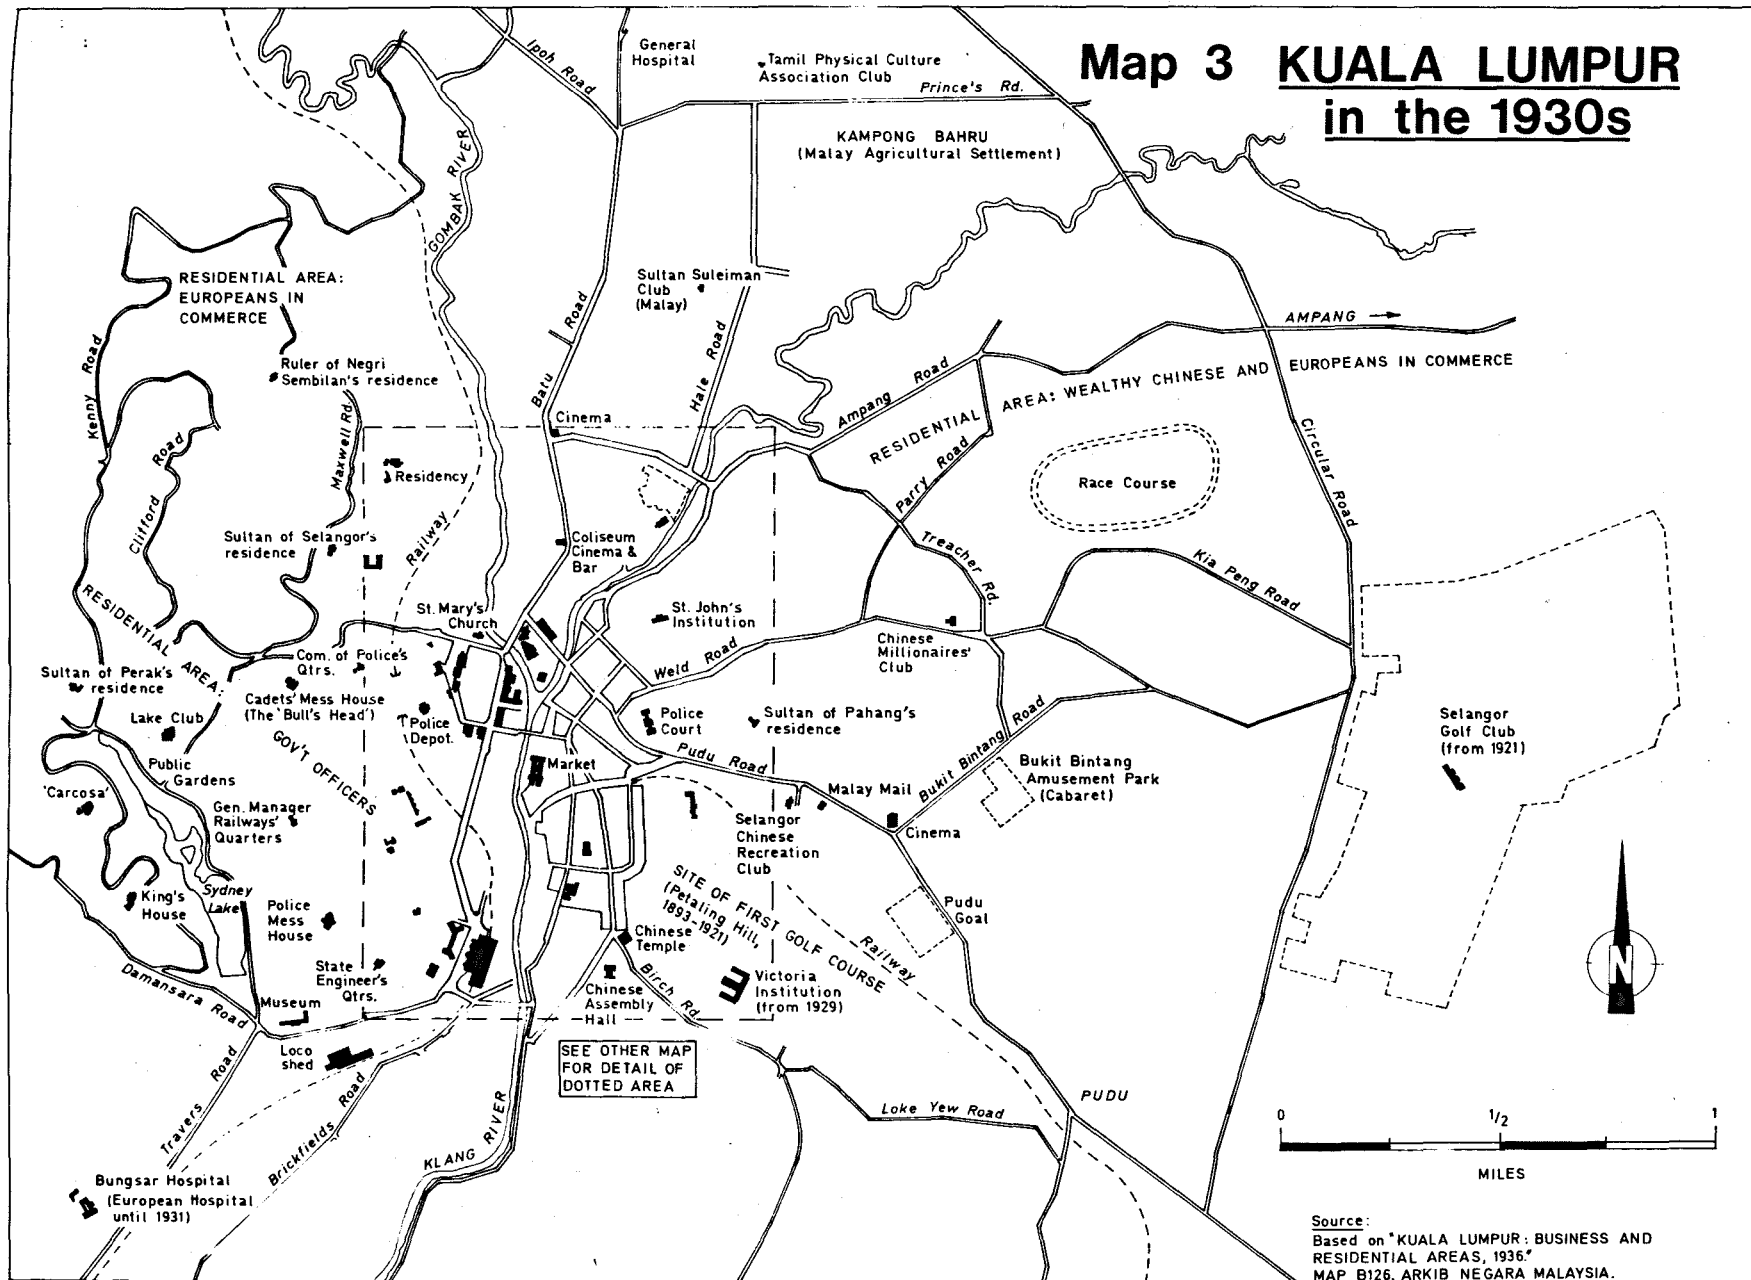 Map 3 KUALA LUMPUR
in the 1930s
Ipoh Road
General
Hospital
Tamil Physical Culture
Association Club
Prince's Rd.
KAMPONG BAHRU
(Malay Agricultural Settlement)
GOMBAK RIVER
RESIDENTIAL AREA:
EUROPEANS IN
COMMERCE
Sultan Suleiman
Club
(Malay)
Batu Road
Hale Road
AMPANG
Kenny Road
Ruler of Negri
Sembilan's residence
Maxwell Rd.
Ampang Road
RESIDENTIAL AREA: WEALTHY CHINESE AND EUROPEANS IN COMMERCE
Cinema
Clifford Road
Residency
Parry Road
Race Course
Circular Road
Sultan of Selangor's
residence
Railway
Coliseum
Cinema &
Bar
Treacher Rd.
Kia Peng Road
RESIDENTIAL AREA:
GOV'T OFFICERS
St. Mary's
Church
St. John's
Institution
Weld Road
Chinese
Millionaires'
Club
Com. of Police's
Qtrs.
Sultan of Perak's
residence
Cadets' Mess House
(The 'Bull's Head')
Lake Club
Police
Depot.
Police
Court
Sultan of Pahang's
residence
Selangor
Golf Club
(from 1921)
Public
Gardens
Market
Pudu Road
Bukit Bintang Road
Bukit Bintang
Amusement Park
(Cabaret)
'Carcosa'
Gen. Manager
Railways'
Quarters
Malay Mail
Selangor
Chinese
Recreation
Club
Cinema
SITE OF FIRST GOLF COURSE
(Petaling Hill,
1893-1921)
King's
House
Sydney
Lake
Police
Mess
House
Pudu
Goal
Chinese
Temple
Railway
Damansara Road
State
Engineer's
Qtrs.
Chinese
Assembly
Hall
Birch Rd.
Victoria
Institution
(from 1929)
N
Museum
Loco
shed
SEE OTHER MAP
FOR DETAIL OF
DOTTED AREA
Travers Road
Brickfields Road
KLANG RIVER
Loke Yew Road
PUDU
0 1/2 1
MILES
Bungsar Hospital
(European Hospital
until 1931)
Source:
Based on "KUALA LUMPUR: BUSINESS AND
RESIDENTIAL AREAS, 1936."
MAP B126, ARKIB NEGARA MALAYSIA.